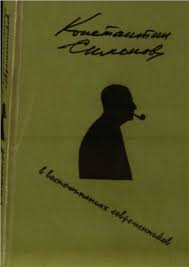 Константин
Симонов
в воспоминаниях современников